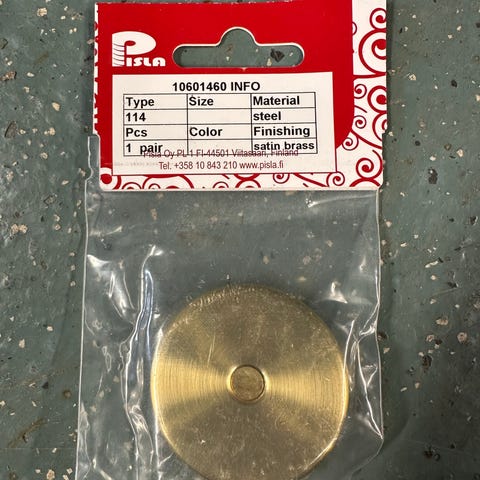 PISLA
10601460 INFO
Type Size Material
114 steel
Pcs Color Finishing
1 pair satin brass
Pisla Oy PL 1 FI-44501 Viitasaari, Finland
Tel. +358 10 843 210 www.pisla.fi